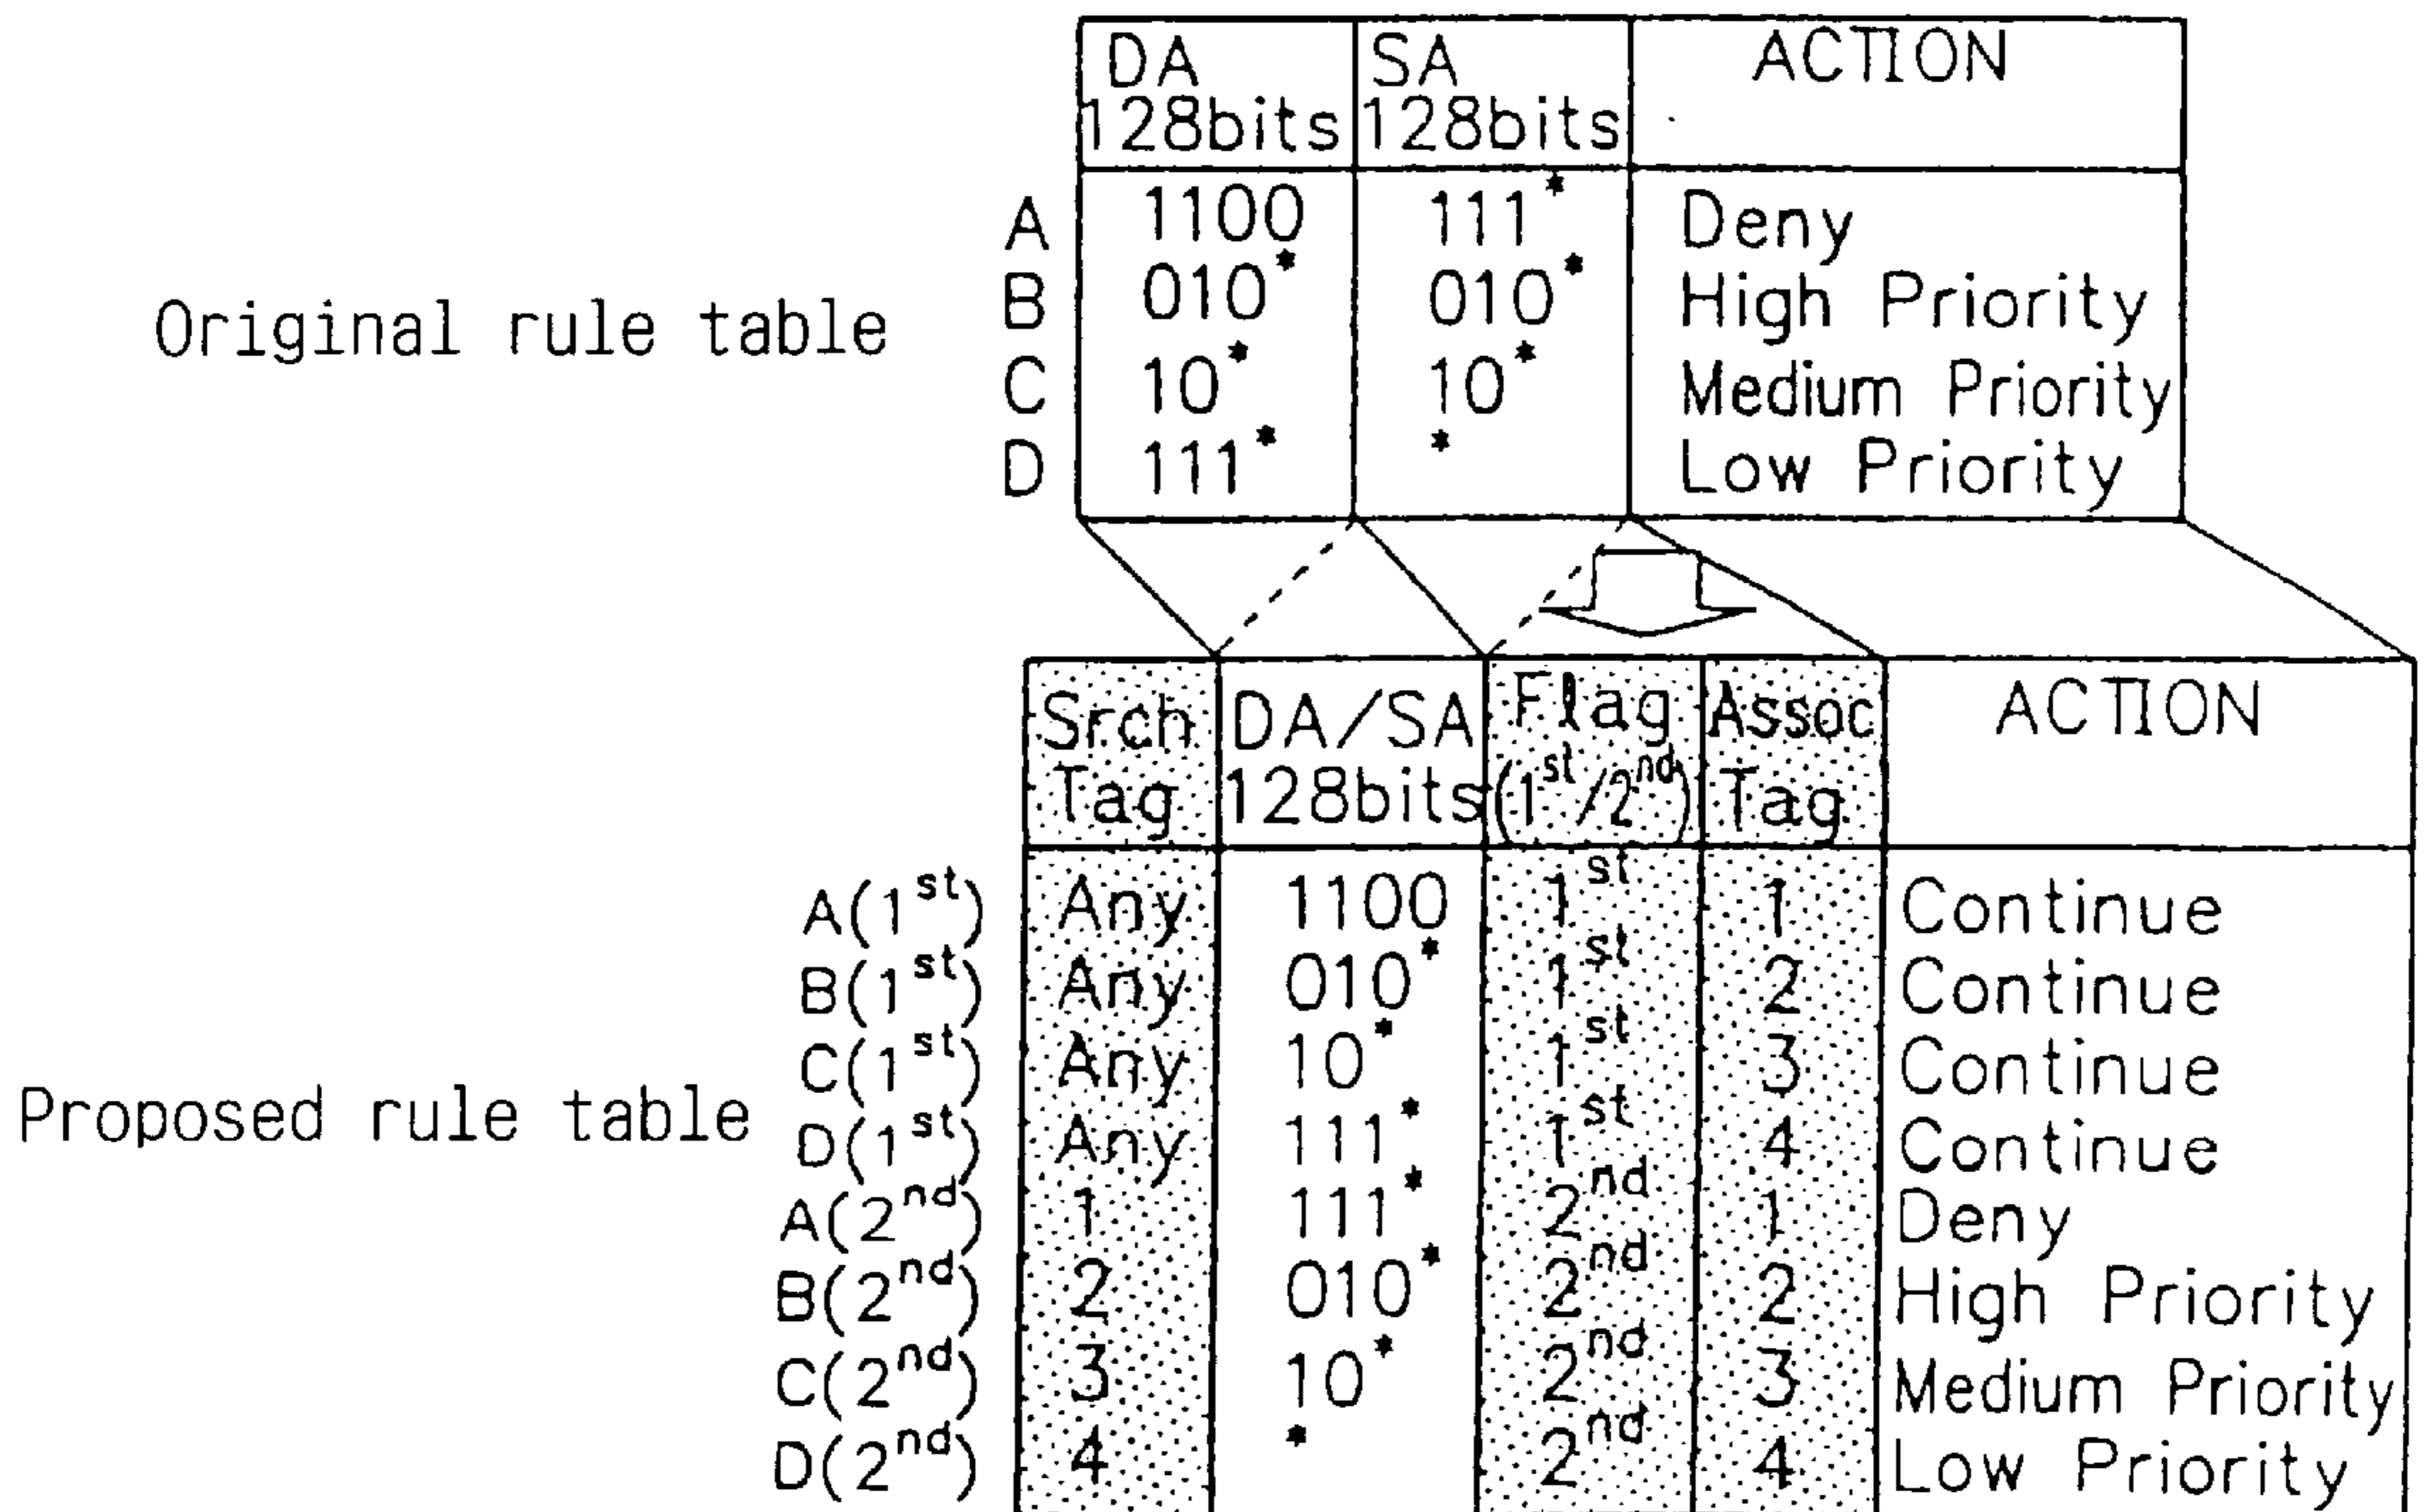 DA SA ACTION
128bits 128bits
A 1100 111* Deny
B 010* 010* High Priority
Original rule table
C 10* 10* Medium Priority
D 111* * Low Priority
Srch DA/SA Flag Assoc ACTION
Tag 128bits (1st/2nd) Tag
A(1st) Any 1100 1st 1 Continue
B(1st) Any 010* 1st 2 Continue
C(1st) Any 10* 1st 3 Continue
Proposed rule table
D(1st) Any 111* 1st 4 Continue
A(2nd) 1 111* 2nd 1 Deny
B(2nd) 2 010* 2nd 2 High Priority
C(2nd) 3 10* 2nd 3 Medium Priority
D(2nd) 4 * 2nd 4 Low Priority